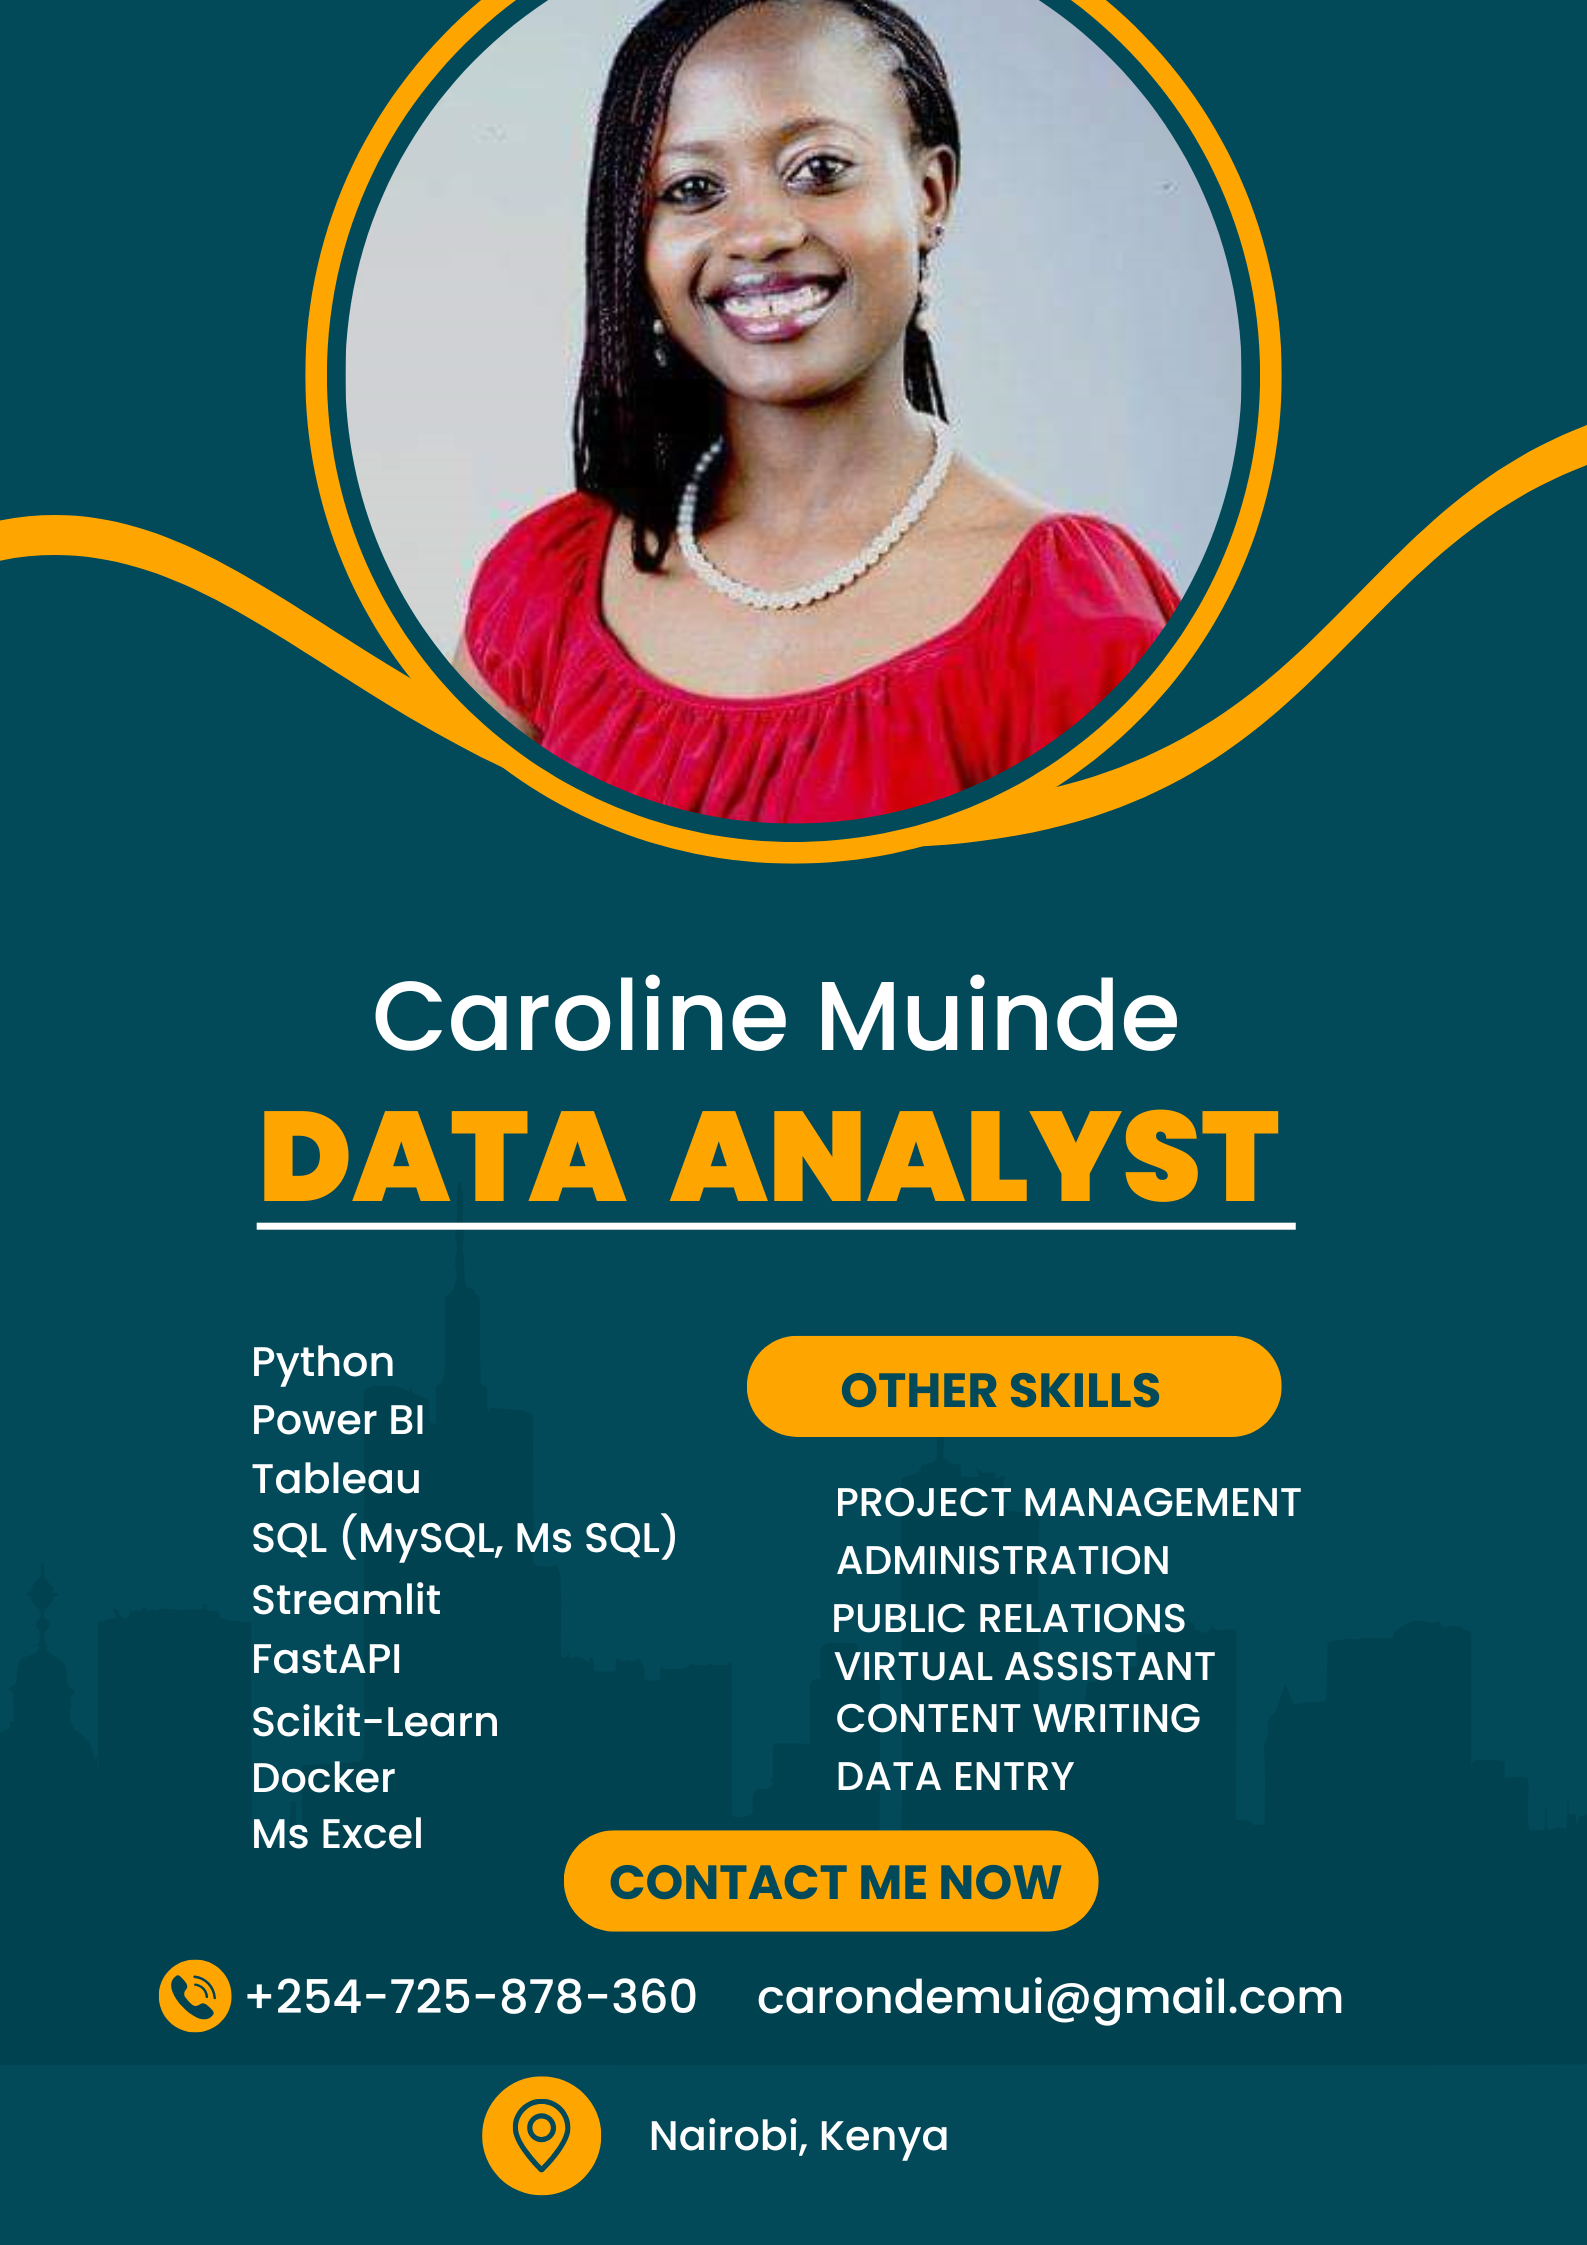 Caroline Muinde
DATA ANALYST
Python
Power BI
Tableau
SQL (MySQL, Ms SQL)
Streamlit
FastAPI
Scikit-Learn
Docker
Ms Excel
OTHER SKILLS
PROJECT MANAGEMENT
ADMINISTRATION
PUBLIC RELATIONS
VIRTUAL ASSISTANT
CONTENT WRITING
DATA ENTRY
CONTACT ME NOW
+254-725-878-360 carondemui@gmail.com
Nairobi, Kenya